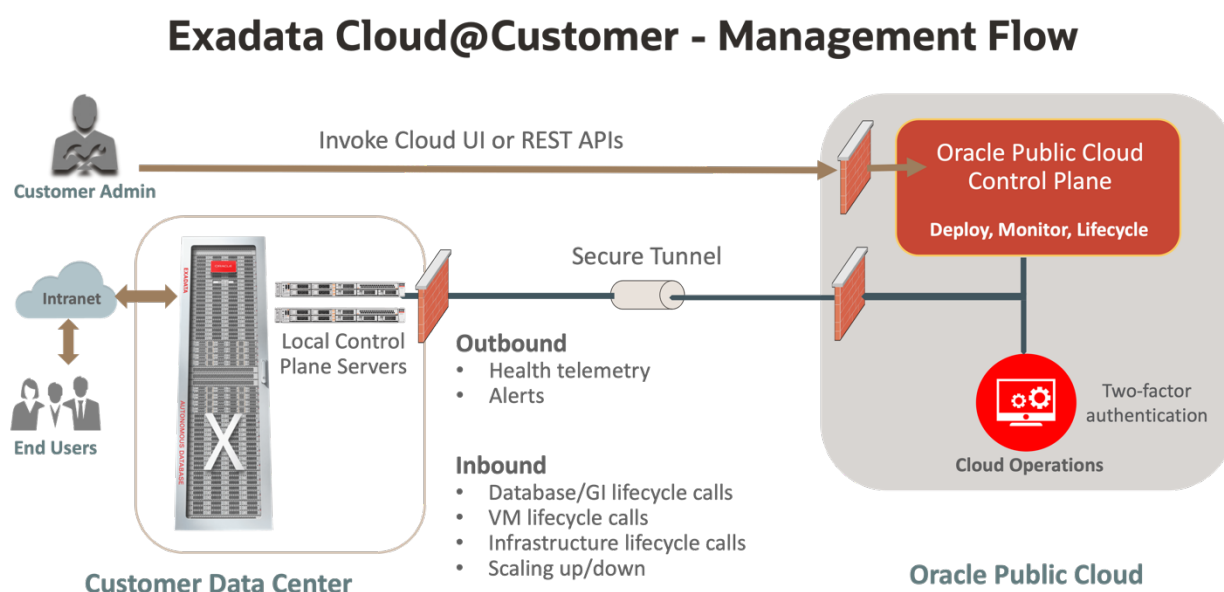 Exadata Cloud@Customer - Management Flow
Invoke Cloud UI or REST APIs
Customer Admin
Oracle Public Cloud
Control Plane
Deploy, Monitor, Lifecycle
Intranet
End Users
EXADATA
AUTONOMOUS DATABASE
X
Local Control
Plane Servers
Secure Tunnel
Outbound
• Health telemetry
• Alerts
Inbound
• Database/GI lifecycle calls
• VM lifecycle calls
• Infrastructure lifecycle calls
• Scaling up/down
Two-factor
authentication
Cloud Operations
Customer Data Center
Oracle Public Cloud